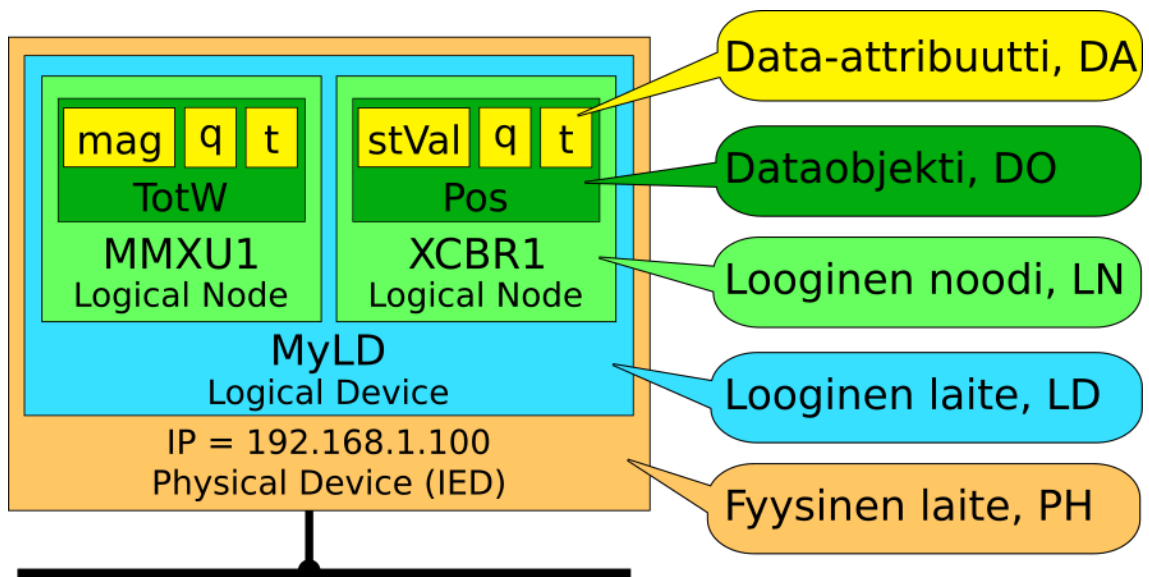 mag q t
TotW
MMXU1
Logical Node
stVal q t
Pos
XCBR1
Logical Node
MyLD
Logical Device
IP = 192.168.1.100
Physical Device (IED)
Data-attribuutti, DA
Dataobjekti, DO
Looginen noodi, LN
Looginen laite, LD
Fyysinen laite, PH